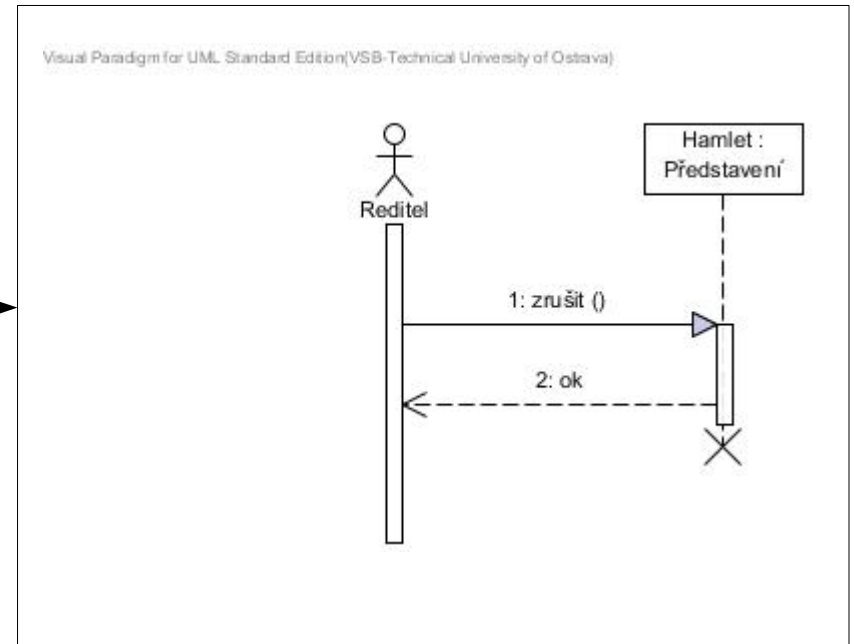 Visual Paradigm for UML Standard Edition(VSB-Technical University of Ostrava)
Hamlet :
Představení
Reditel
1: zrušit ()
2: ok